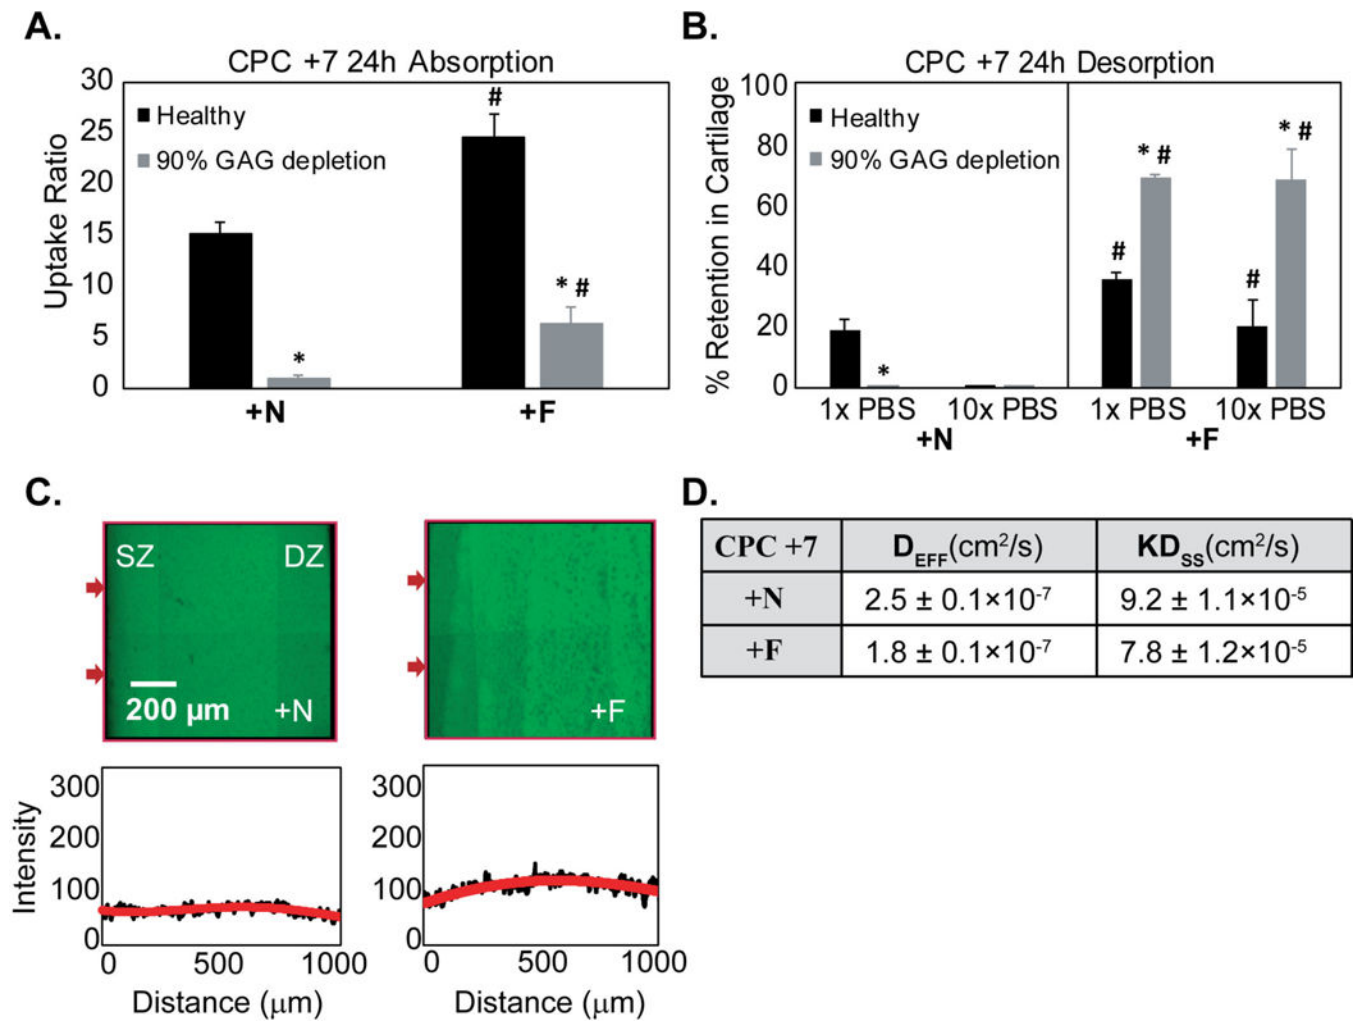 A.
CPC +7 24h Absorption
Uptake Ratio
30
25
20
15
10
5
0
Healthy
90% GAG depletion
*
#
* #
+N
+F
B.
CPC +7 24h Desorption
% Retention in Cartilage
100
80
60
40
20
0
Healthy
90% GAG depletion
*
#
* #
#
* #
1x PBS 10x PBS 1x PBS 10x PBS
+N
+F
C.
SZ DZ
200 µm +N
+F
Intensity
300
200
100
0
0 500 1000
Distance (µm)
300
200
100
0
0 500 1000
Distance (µm)
D.
CPC +7 D_EFF(cm²/s) KD_SS(cm²/s)
+N 2.5 ± 0.1×10⁻⁷ 9.2 ± 1.1×10⁻⁵
+F 1.8 ± 0.1×10⁻⁷ 7.8 ± 1.2×10⁻⁵